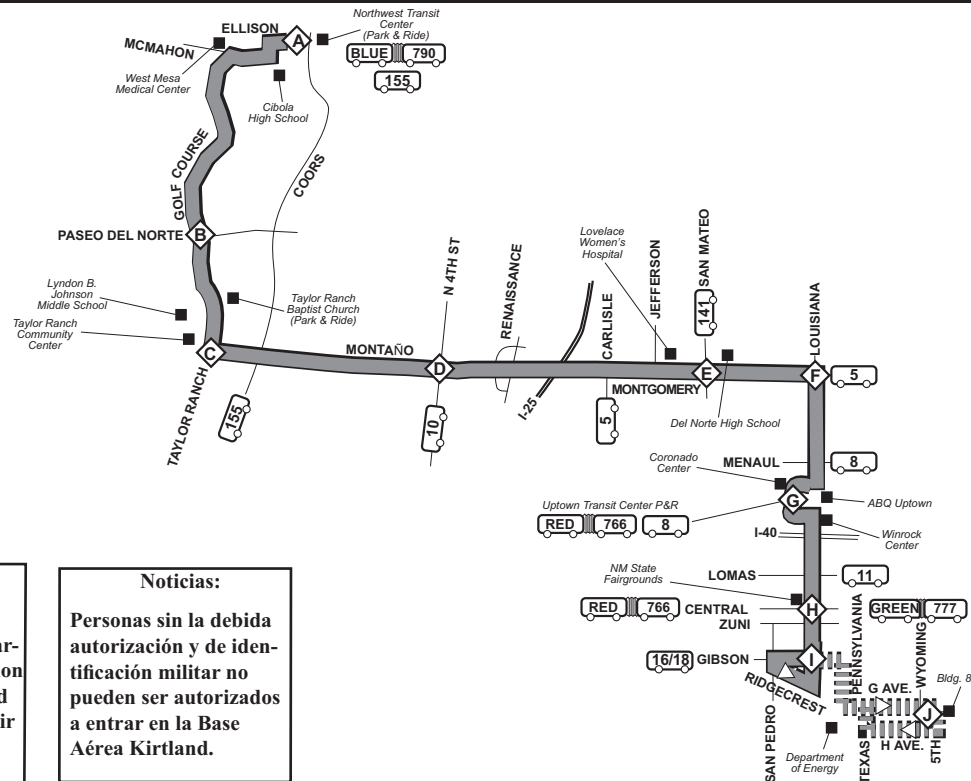 ELLISON
A
Northwest Transit
Center
(Park & Ride)
BLUE 790
155
MCMAHON
West Mesa
Medical Center
Cibola
High School
GOLF COURSE
COORS
PASEO DEL NORTE
B
Lyndon B.
Johnson
Middle School
Taylor Ranch
Community
Center
Taylor Ranch
Baptist Church
(Park & Ride)
C
TAYLOR RANCH
155
MONTAÑO
N 4TH ST
D
10
RENAISSANCE
I-25
CARLISLE
5
Lovelace
Women's
Hospital
JEFFERSON
SAN MATEO
141
E
MONTGOMERY
Del Norte High School
LOUISIANA
F
5
MENAUL
8
Coronado
Center
G
ABQ Uptown
Uptown Transit Center P&R
RED 766
8
I-40
Winrock
Center
NM State
Fairgrounds
LOMAS
11
RED 766
CENTRAL
H
ZUNI
16/18
GIBSON
I
RIDGECREST
SAN PEDRO
PENNSYLVANIA
GREEN 777
WYOMING
G AVE.
Bldg. 8
J
H AVE.
TEXAS
5TH
Department
of Energy
ar-
ion
d
ir
Noticias:
Personas sin la debida
autorización y de iden-
tificación militar no
pueden ser autorizados
a entrar en la Base
Aérea Kirtland.